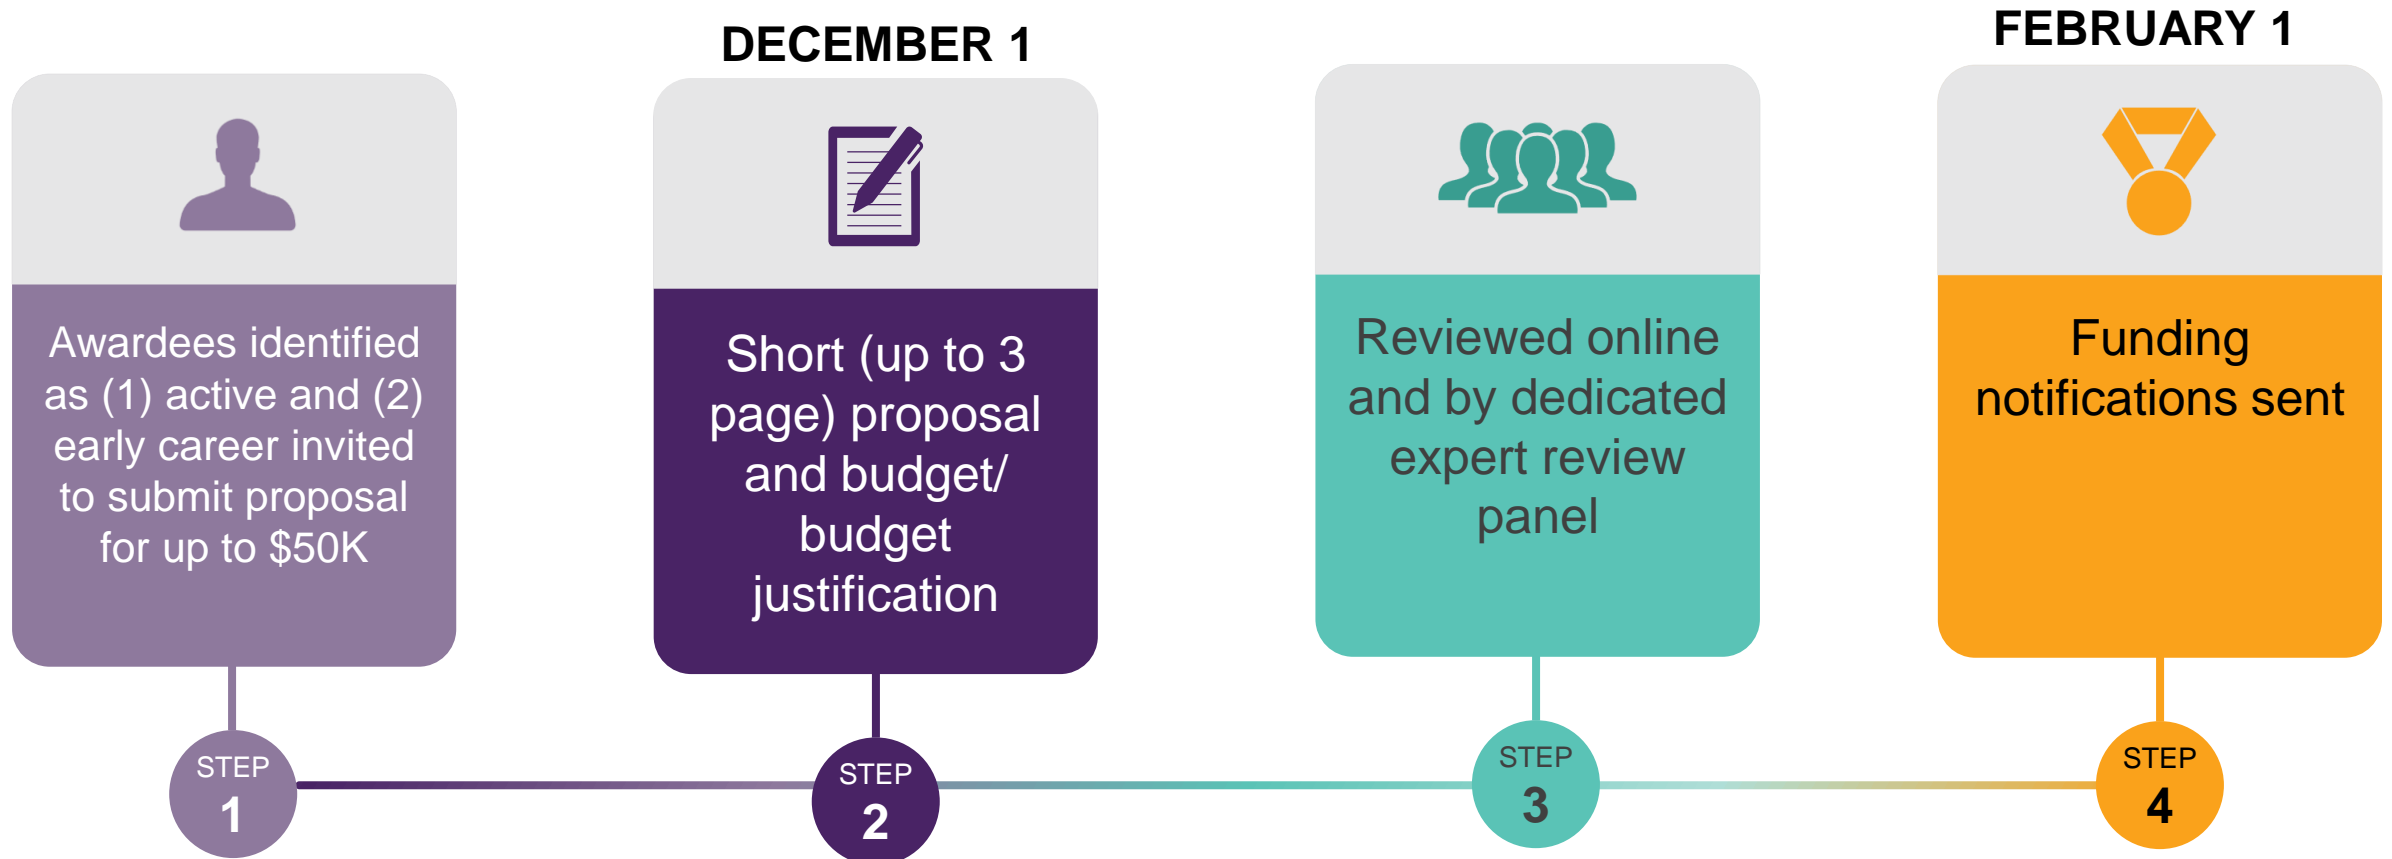 Awardees identified
as (1) active and (2)
early career invited
to submit proposal
for up to $50K
STEP
1
DECEMBER 1
Short (up to 3
page) proposal
and budget/
budget
justification
STEP
2
Reviewed online
and by dedicated
expert review
panel
STEP
3
FEBRUARY 1
Funding
notifications sent
STEP
4